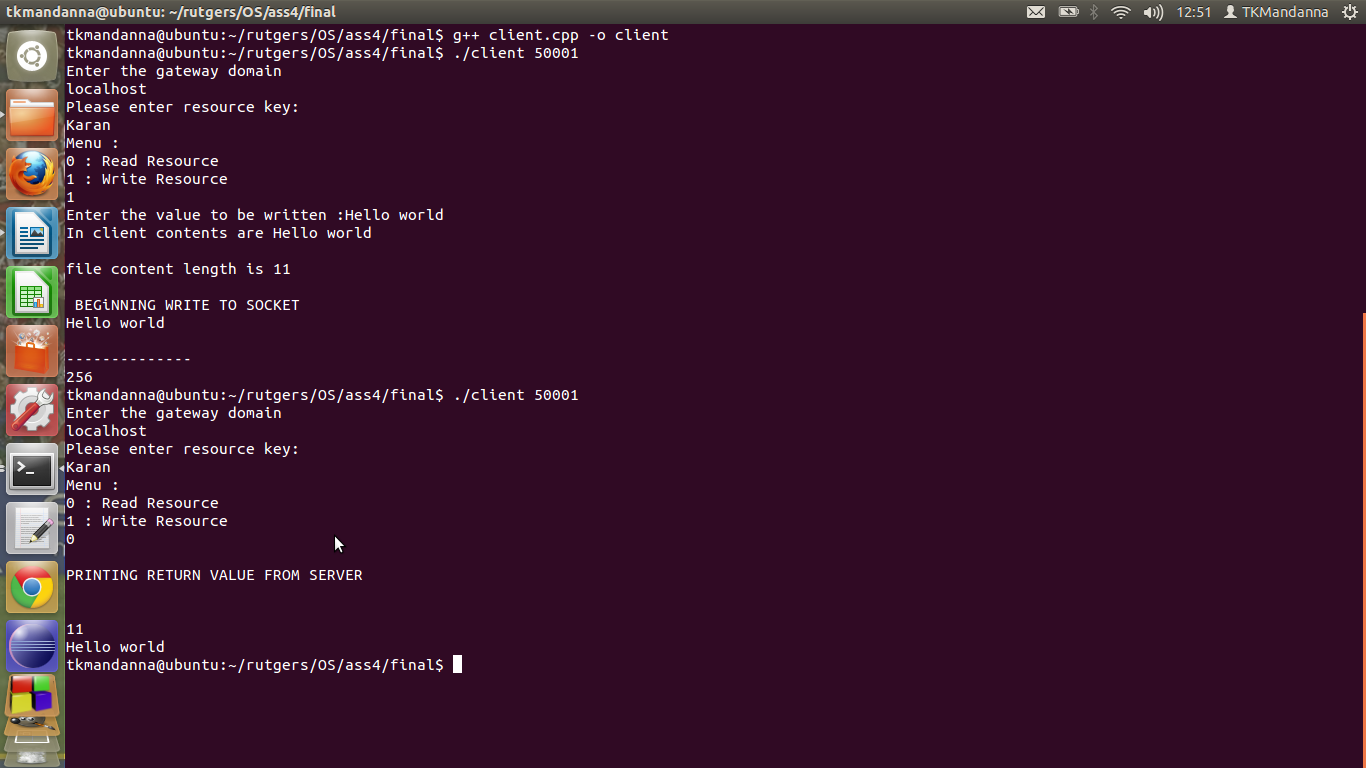 tkmandanna@ubuntu: ~/rutgers/OS/ass4/final
12:51
TKMandanna
tkmandanna@ubuntu:~/rutgers/OS/ass4/final$ g++ client.cpp -o client
tkmandanna@ubuntu:~/rutgers/OS/ass4/final$ ./client 50001
Enter the gateway domain
localhost
Please enter resource key:
Karan
Menu :
0 : Read Resource
1 : Write Resource
1
Enter the value to be written :Hello world
In client contents are Hello world
file content length is 11
BEGiNNING WRITE TO SOCKET
Hello world
--------------
256
tkmandanna@ubuntu:~/rutgers/OS/ass4/final$ ./client 50001
Enter the gateway domain
localhost
Please enter resource key:
Karan
Menu :
0 : Read Resource
1 : Write Resource
0
PRINTING RETURN VALUE FROM SERVER
11
Hello world
tkmandanna@ubuntu:~/rutgers/OS/ass4/final$